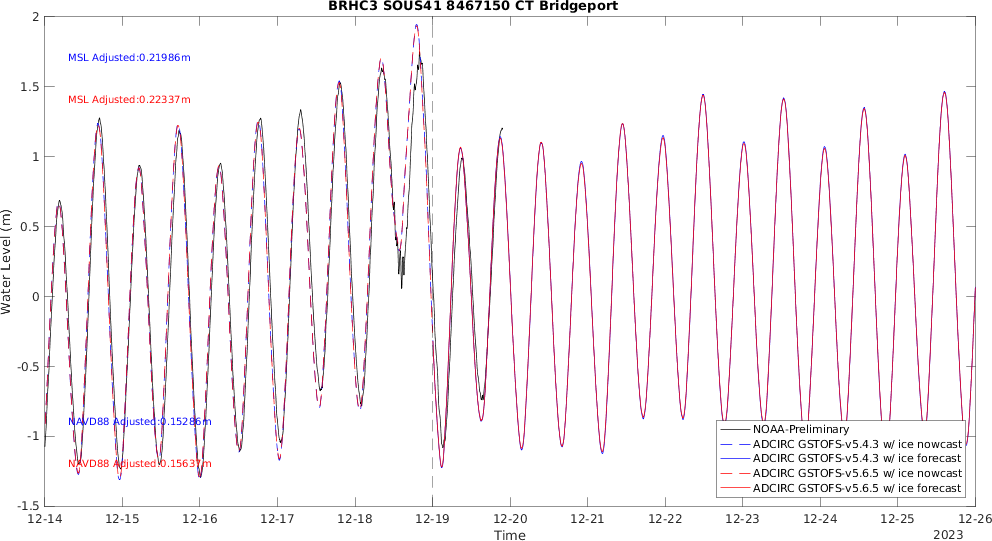 BRHC3 SOUS41 8467150 CT Bridgeport
2
1.5
1
0.5
0
-0.5
-1
-1.5
Water Level (m)
MSL Adjusted:0.21986m
MSL Adjusted:0.22337m
NAVD88 Adjusted:0.15286m
NAVD88 Adjusted:0.15637m
NOAA-Preliminary
ADCIRC GSTOFS-v5.4.3 w/ ice nowcast
ADCIRC GSTOFS-v5.4.3 w/ ice forecast
ADCIRC GSTOFS-v5.6.5 w/ ice nowcast
ADCIRC GSTOFS-v5.6.5 w/ ice forecast
12-14 12-15 12-16 12-17 12-18 12-19 12-20 12-21 12-22 12-23 12-24 12-25 12-26
Time
2023